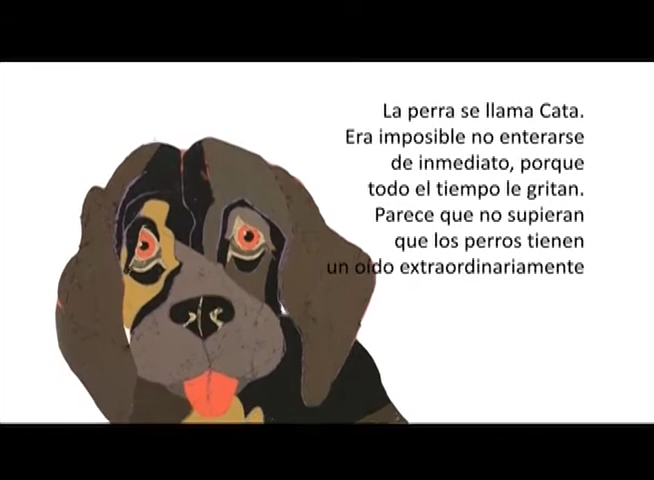 La perra se llama Cata.
Era imposible no enterarse
de inmediato, porque
todo el tiempo le gritan.
Parece que no supieran
que los perros tienen
un oído extraordinariamente